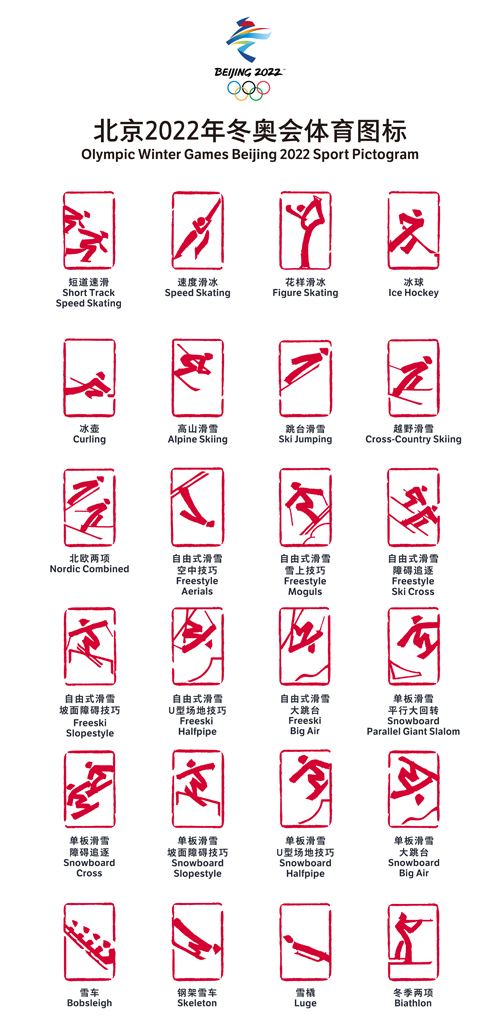 BEIJING 2022™
北京2022年冬奥会体育图标
Olympic Winter Games Beijing 2022 Sport Pictogram
短道速滑
Short Track
Speed Skating
速度滑冰
Speed Skating
花样滑冰
Figure Skating
冰球
Ice Hockey
冰壶
Curling
高山滑雪
Alpine Skiing
跳台滑雪
Ski Jumping
越野滑雪
Cross-Country Skiing
北欧两项
Nordic Combined
自由式滑雪
空中技巧
Freestyle
Aerials
自由式滑雪
雪上技巧
Freestyle
Moguls
自由式滑雪
障碍追逐
Freestyle
Ski Cross
自由式滑雪
坡面障碍技巧
Freeski
Slopestyle
自由式滑雪
U型场地技巧
Freeski
Halfpipe
自由式滑雪
大跳台
Freeski
Big Air
单板滑雪
平行大回转
Snowboard
Parallel Giant Slalom
单板滑雪
障碍追逐
Snowboard
Cross
单板滑雪
坡面障碍技巧
Snowboard
Slopestyle
单板滑雪
U型场地技巧
Snowboard
Halfpipe
单板滑雪
大跳台
Snowboard
Big Air
雪车
Bobsleigh
钢架雪车
Skeleton
雪橇
Luge
冬季两项
Biathlon